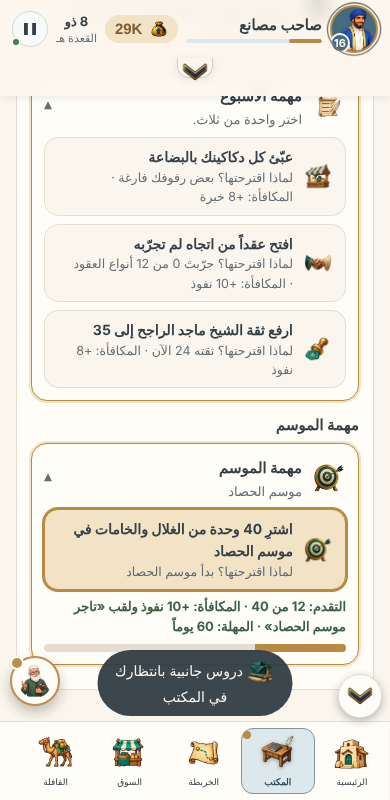 صاحب مصانع
16
29K
8 ذو
القعدة هـ
مهمة الأسبوع
اختر واحدة من ثلاث.
عبّئ كل دكاكينك بالبضاعة
لماذا اقترحتها؟ بعض رفوفك فارغة ·
المكافأة: +8 خبرة
افتح عقداً من اتجاه لم تجرّبه
لماذا اقترحتها؟ جرّبتَ 0 من 12 أنواع العقود
· المكافأة: +10 نفوذ
ارفع ثقة الشيخ ماجد الراجح إلى 35
لماذا اقترحتها؟ ثقته 24 الآن · المكافأة: +8
نفوذ
مهمة الموسم
مهمة الموسم
موسم الحصاد
اشترِ 40 وحدة من الغلال والخامات في
موسم الحصاد
لماذا اقترحتها؟ بدأ موسم الحصاد
التقدم: 12 من 40 · المكافأة: +10 نفوذ ولقب «تاجر
موسم الحصاد» · المهلة: 60 يوماً
دروس جانبية بانتظارك
في المكتب
الرئيسية
المكتب
الخريطة
السوق
القافلة